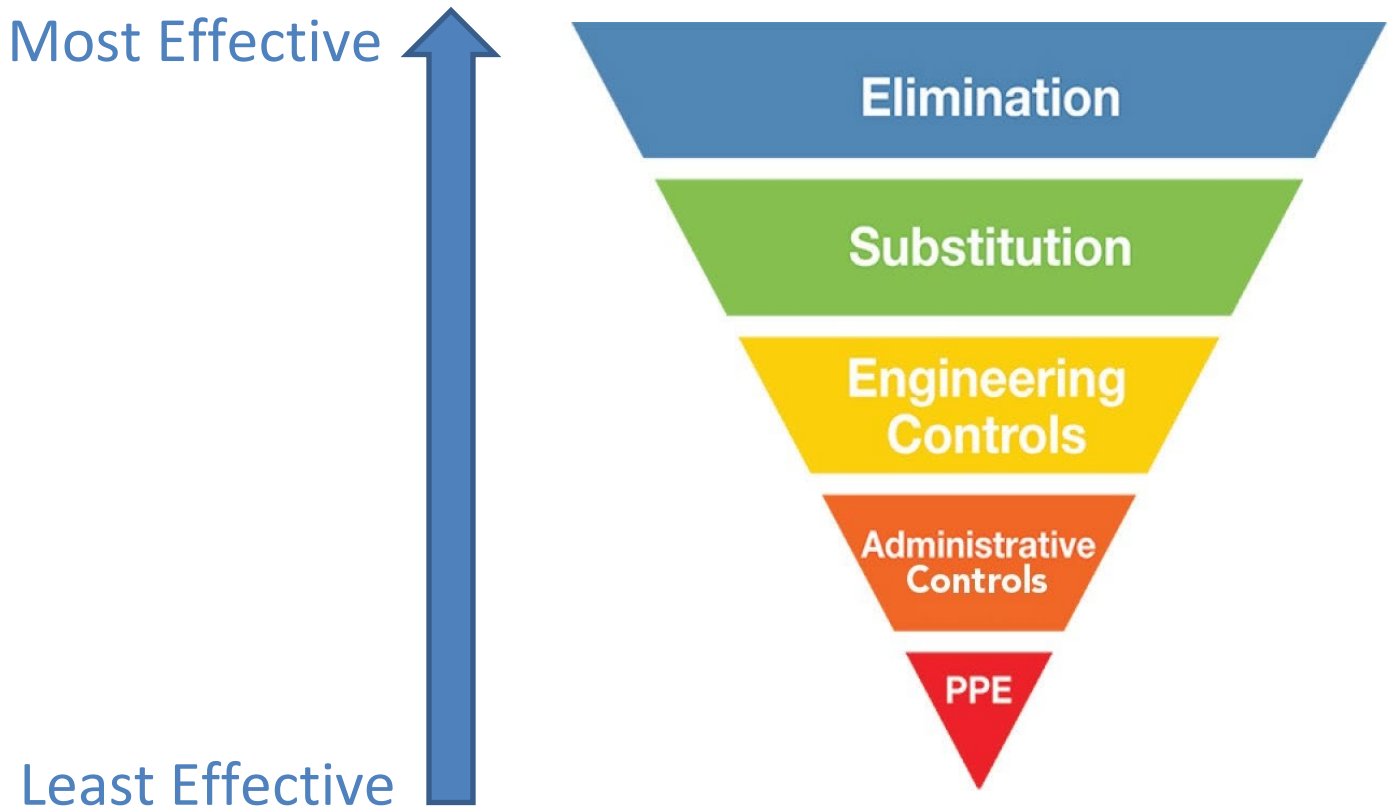 Most Effective
Elimination
Substitution
Engineering
Controls
Administrative
Controls
PPE
Least Effective